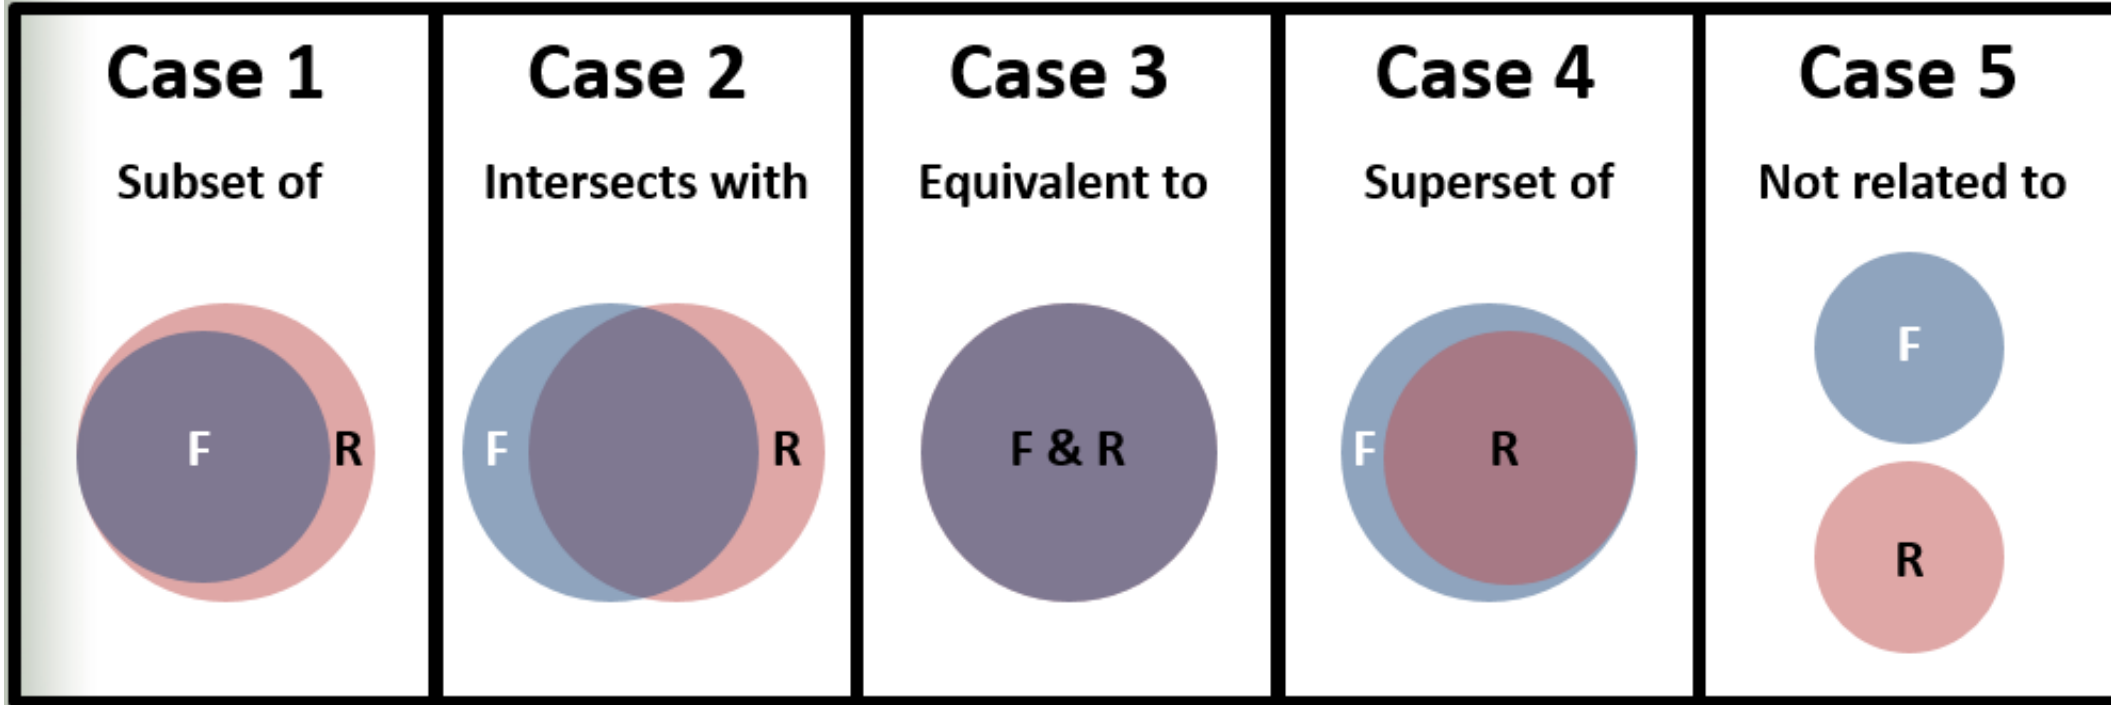 Case 1
Subset of
F
R
Case 2
Intersects with
F
R
Case 3
Equivalent to
F & R
Case 4
Superset of
F
R
Case 5
Not related to
F
R